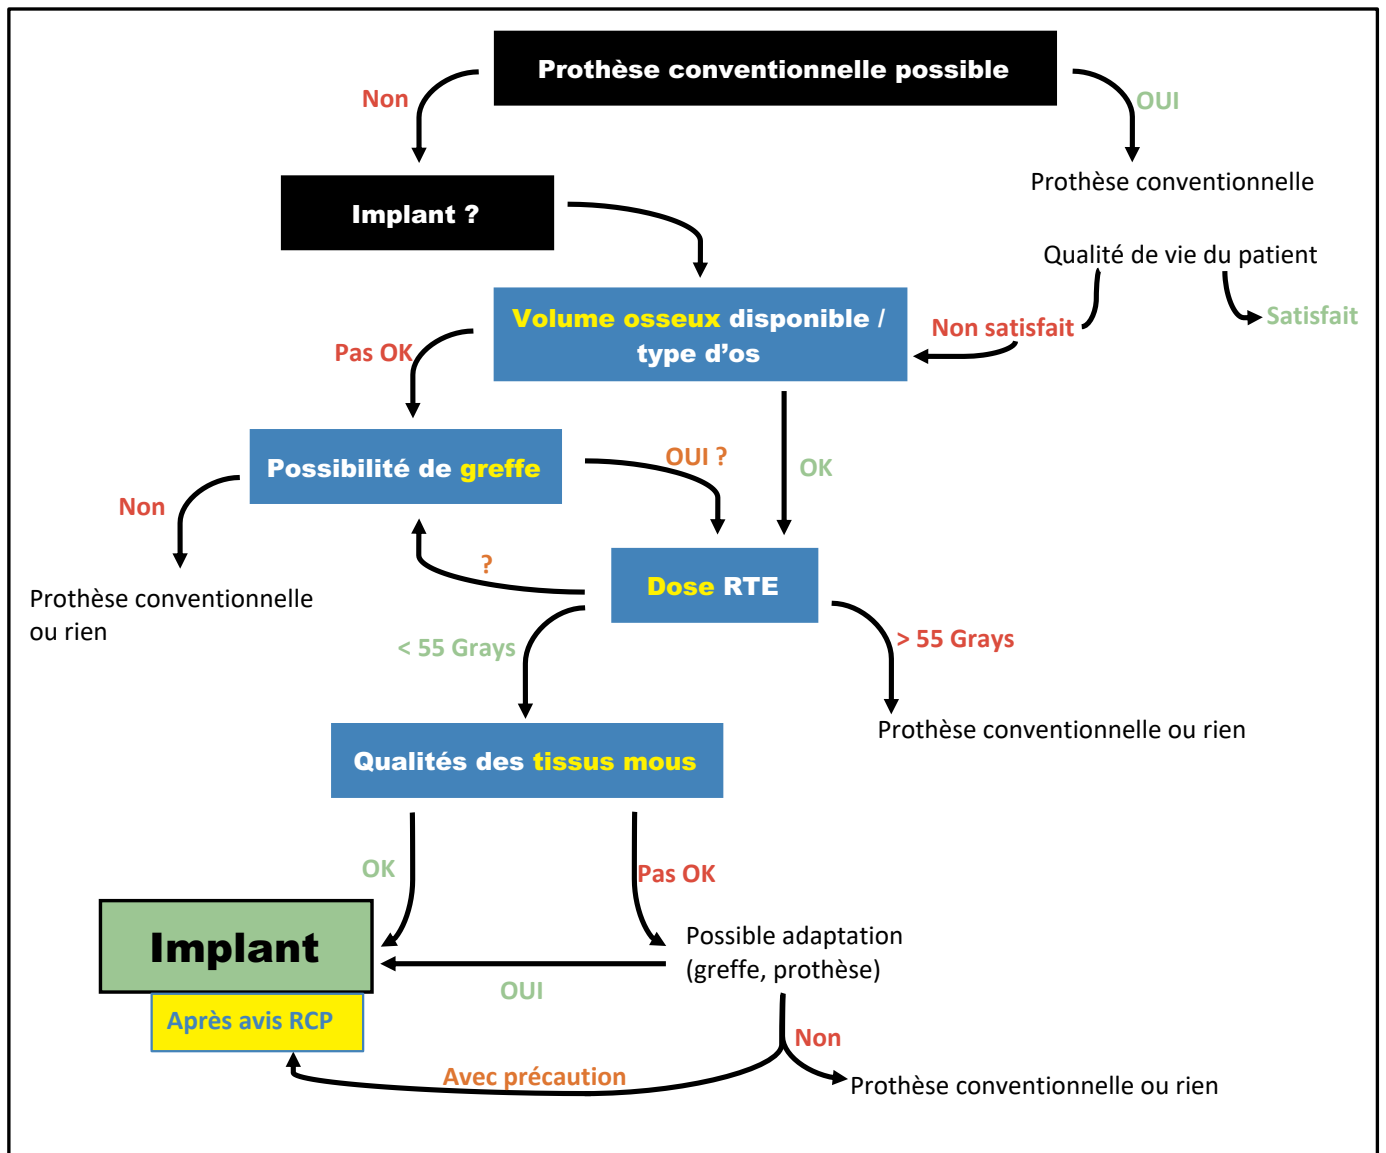 Prothèse conventionnelle possible
Non
OUI
Prothèse conventionnelle
Implant ?
Qualité de vie du patient
Satisfait
Non satisfait
Volume osseux disponible /
type d’os
Pas OK
OUI ?
OK
Possibilité de greffe
Non
?
Dose RTE
Prothèse conventionnelle
ou rien
< 55 Grays
> 55 Grays
Prothèse conventionnelle ou rien
Qualités des tissus mous
OK
Pas OK
Implant
Possible adaptation
(greffe, prothèse)
OUI
Après avis RCP
Non
Avec précaution
Prothèse conventionnelle ou rien